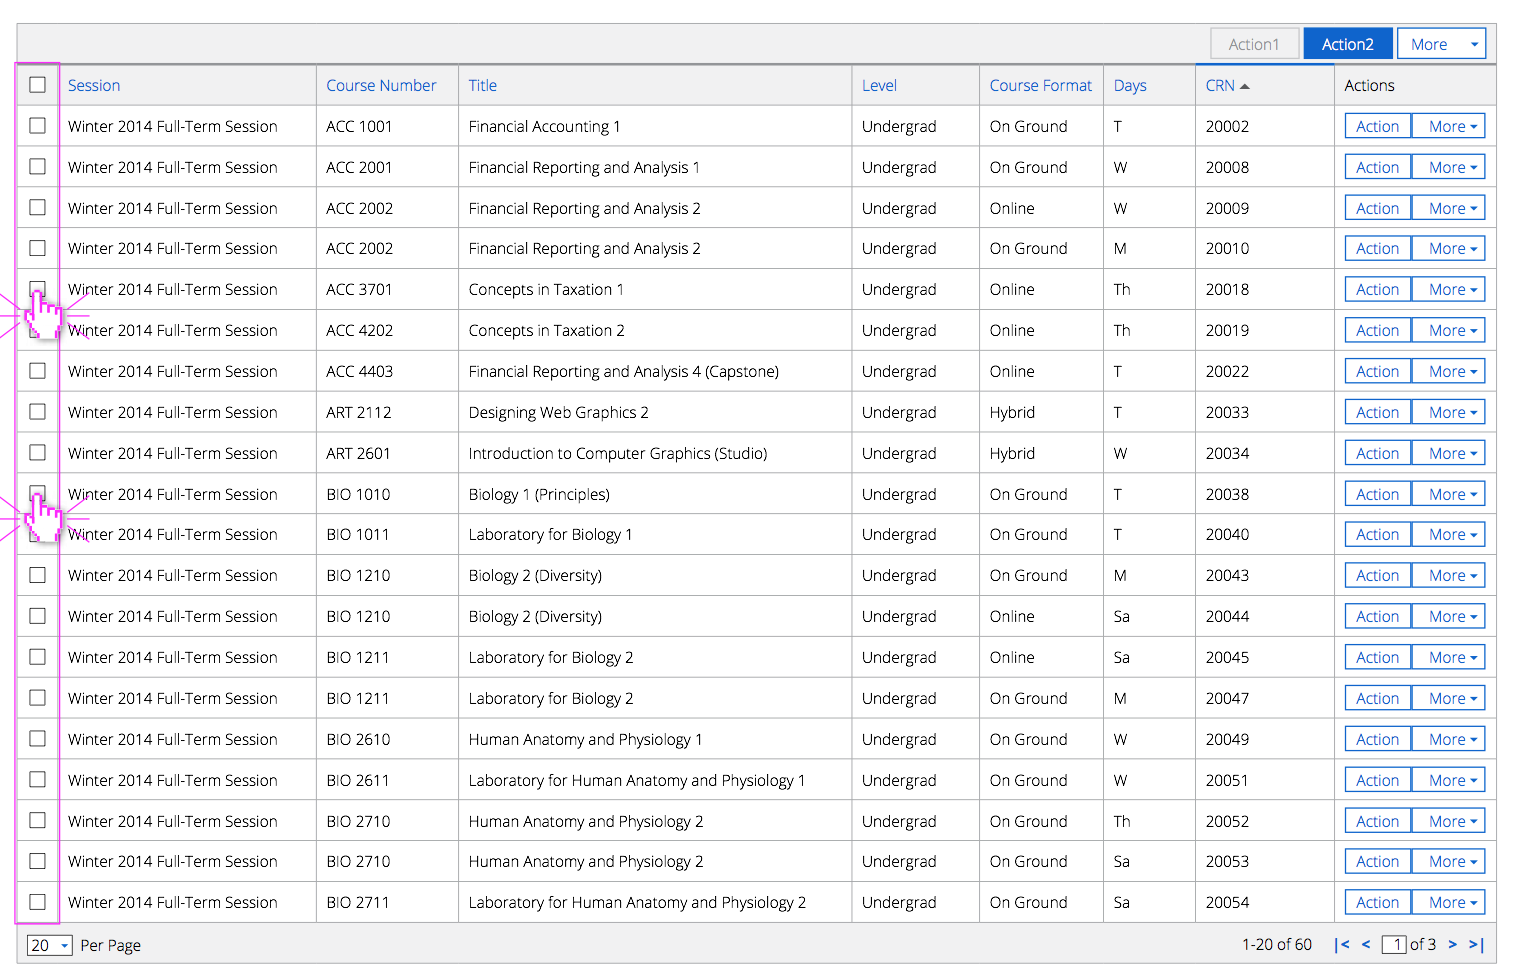 Action1 Action2 More
Session Course Number Title Level Course Format Days CRN Actions
Winter 2014 Full-Term Session ACC 1001 Financial Accounting 1 Undergrad On Ground T 20002 Action More
Winter 2014 Full-Term Session ACC 2001 Financial Reporting and Analysis 1 Undergrad On Ground W 20008 Action More
Winter 2014 Full-Term Session ACC 2002 Financial Reporting and Analysis 2 Undergrad Online W 20009 Action More
Winter 2014 Full-Term Session ACC 2002 Financial Reporting and Analysis 2 Undergrad On Ground M 20010 Action More
Winter 2014 Full-Term Session ACC 3701 Concepts in Taxation 1 Undergrad Online Th 20018 Action More
Winter 2014 Full-Term Session ACC 4202 Concepts in Taxation 2 Undergrad Online Th 20019 Action More
Winter 2014 Full-Term Session ACC 4403 Financial Reporting and Analysis 4 (Capstone) Undergrad Online T 20022 Action More
Winter 2014 Full-Term Session ART 2112 Designing Web Graphics 2 Undergrad Hybrid T 20033 Action More
Winter 2014 Full-Term Session ART 2601 Introduction to Computer Graphics (Studio) Undergrad Hybrid W 20034 Action More
Winter 2014 Full-Term Session BIO 1010 Biology 1 (Principles) Undergrad On Ground T 20038 Action More
Winter 2014 Full-Term Session BIO 1011 Laboratory for Biology 1 Undergrad On Ground T 20040 Action More
Winter 2014 Full-Term Session BIO 1210 Biology 2 (Diversity) Undergrad On Ground M 20043 Action More
Winter 2014 Full-Term Session BIO 1210 Biology 2 (Diversity) Undergrad Online Sa 20044 Action More
Winter 2014 Full-Term Session BIO 1211 Laboratory for Biology 2 Undergrad Online Sa 20045 Action More
Winter 2014 Full-Term Session BIO 1211 Laboratory for Biology 2 Undergrad On Ground M 20047 Action More
Winter 2014 Full-Term Session BIO 2610 Human Anatomy and Physiology 1 Undergrad On Ground W 20049 Action More
Winter 2014 Full-Term Session BIO 2611 Laboratory for Human Anatomy and Physiology 1 Undergrad On Ground W 20051 Action More
Winter 2014 Full-Term Session BIO 2710 Human Anatomy and Physiology 2 Undergrad On Ground Th 20052 Action More
Winter 2014 Full-Term Session BIO 2710 Human Anatomy and Physiology 2 Undergrad On Ground Sa 20053 Action More
Winter 2014 Full-Term Session BIO 2711 Laboratory for Human Anatomy and Physiology 2 Undergrad On Ground Sa 20054 Action More
20 Per Page 1-20 of 60 |< < 1 of 3 > >|